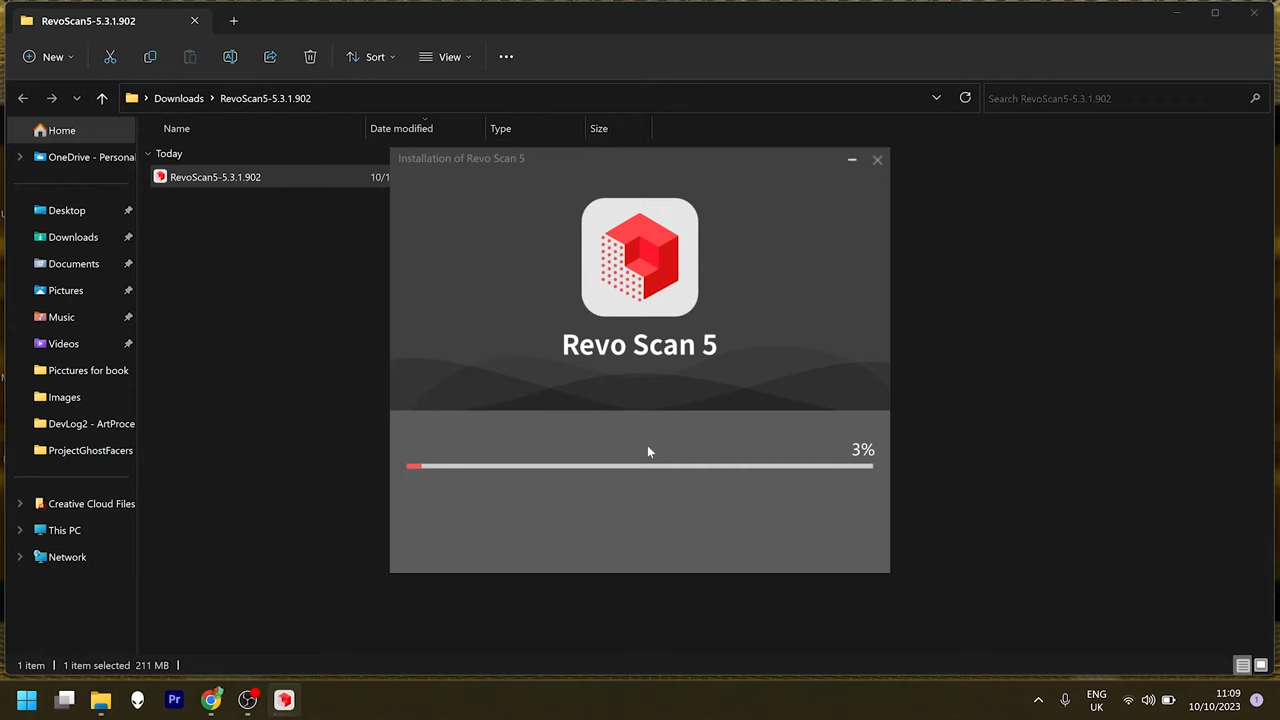 RevoScan5-5.3.1.902
New
Sort
View
Downloads
RevoScan5-5.3.1.902
Search RevoScan5-5.3.1.902
Home
Name
Date modified
Type
Size
OneDrive - Persona
Today
Installation of Revo Scan 5
RevoScan5-5.3.1.902
10/1
Desktop
Downloads
Documents
Pictures
Music
Videos
Revo Scan 5
Picctures for book
Images
DevLog2 - ArtProce
ProjectGhostFacers
3%
Creative Cloud Files
This PC
Network
1 item
1 item selected 211 MB
Pr
ENG
UK
11:09
10/10/2023
1